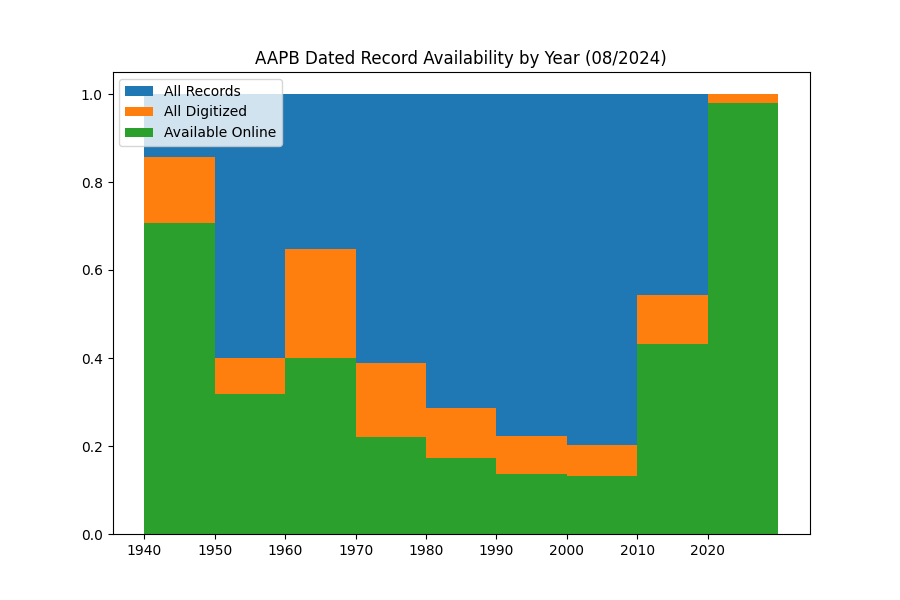 AAPB Dated Record Availability by Year (08/2024)
All Records
All Digitized
Available Online
1.0
0.8
0.6
0.4
0.2
0.0
1940 1950 1960 1970 1980 1990 2000 2010 2020